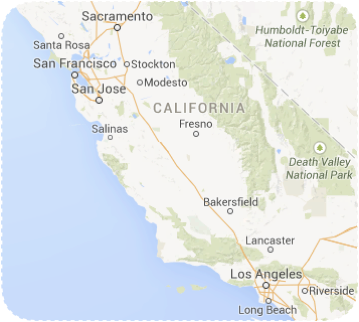 Sacramento
Humboldt-Toiyabe
National Forest
Santa Rosa
San Francisco
Stockton
Modesto
San Jose
CALIFORNIA
Salinas
Fresno
Death Valley
National Park
Bakersfield
Lancaster
Los Angeles
Riverside
Long Beach